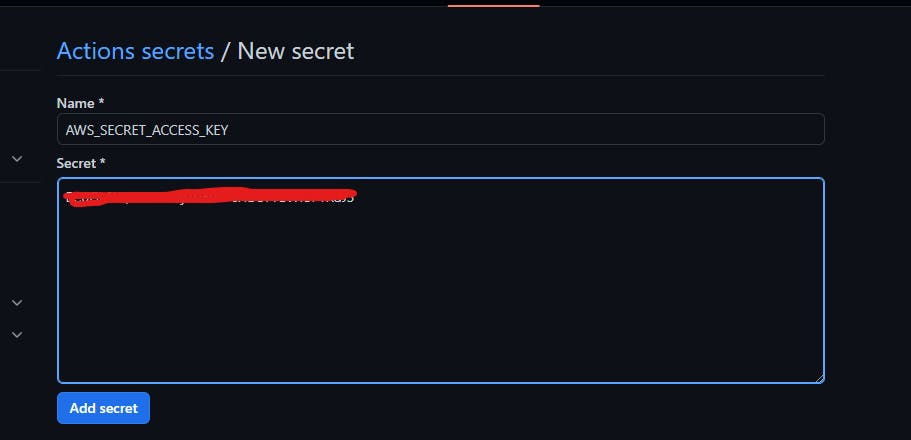 Actions secrets / New secret
Name *
AWS_SECRET_ACCESS_KEY
Secret *
Add secret